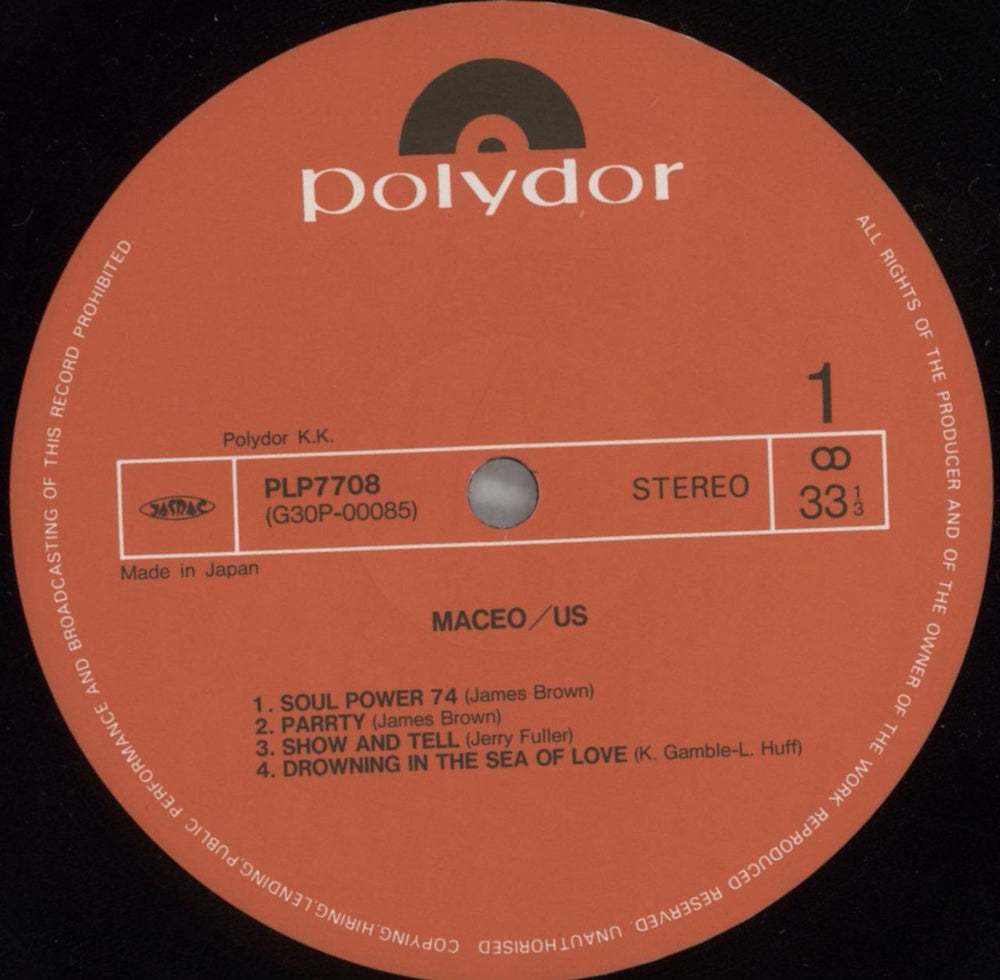 polydor
1
Polydor K.K.
JASRAC
PLP7708
(G30P-00085)
STEREO
∞
33 1/3
Made in Japan
MACEO/US
1. SOUL POWER 74 (James Brown)
2. PARRTY (James Brown)
3. SHOW AND TELL (Jerry Fuller)
4. DROWNING IN THE SEA OF LOVE (K. Gamble-L. Huff)
ALL RIGHTS OF THE PRODUCER AND OF THE OWNER OF THE WORK REPRODUCED RESERVED UNAUTHORISED COPYING,HIRING,LENDING,PUBLIC PERFORMANCE AND BROADCASTING OF THIS RECORD PROHIBITED